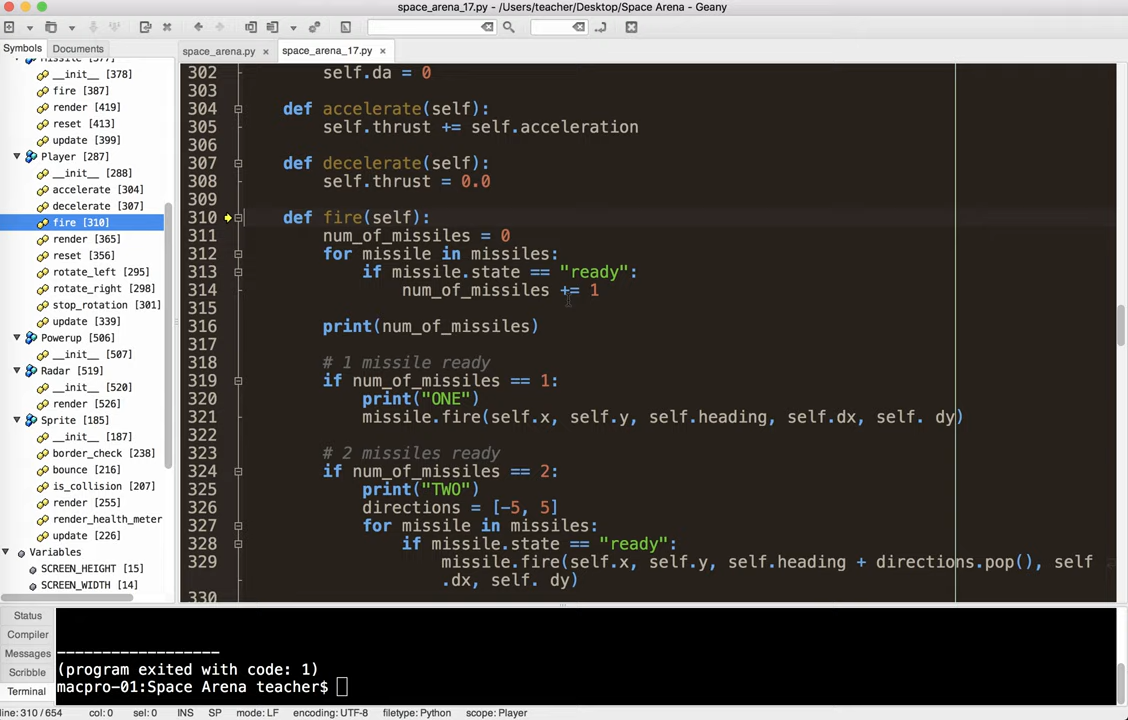 space_arena_17.py - /Users/teacher/Desktop/Space Arena - Geany
Symbols Documents
space_arena.py × space_arena_17.py ×
Missile [377]
__init__ [378]
fire [387]
render [419]
reset [413]
update [399]
Player [287]
__init__ [288]
accelerate [304]
decelerate [307]
fire [310]
render [365]
reset [356]
rotate_left [295]
rotate_right [298]
stop_rotation [301]
update [339]
Powerup [506]
__init__ [507]
Radar [519]
__init__ [520]
render [526]
Sprite [185]
__init__ [187]
border_check [238]
bounce [216]
is_collision [207]
render [255]
render_health_meter
update [226]
Variables
SCREEN_HEIGHT [15]
SCREEN_WIDTH [14]
302 self.da = 0
303
304 def accelerate(self):
305 self.thrust += self.acceleration
306
307 def decelerate(self):
308 self.thrust = 0.0
309
310 def fire(self):
311 num_of_missiles = 0
312 for missile in missiles:
313 if missile.state == "ready":
314 num_of_missiles += 1
315
316 print(num_of_missiles)
317
318 # 1 missile ready
319 if num_of_missiles == 1:
320 print("ONE")
321 missile.fire(self.x, self.y, self.heading, self.dx, self. dy)
322
323 # 2 missiles ready
324 if num_of_missiles == 2:
325 print("TWO")
326 directions = [-5, 5]
327 for missile in missiles:
328 if missile.state == "ready":
329 missile.fire(self.x, self.y, self.heading + directions.pop(), self
.dx, self. dy)
330
Status
Compiler
Messages
Scribble
Terminal
------------------
(program exited with code: 1)
macpro-01:Space Arena teacher$
line: 310 / 654 col: 0 sel: 0 INS SP mode: LF encoding: UTF-8 filetype: Python scope: Player